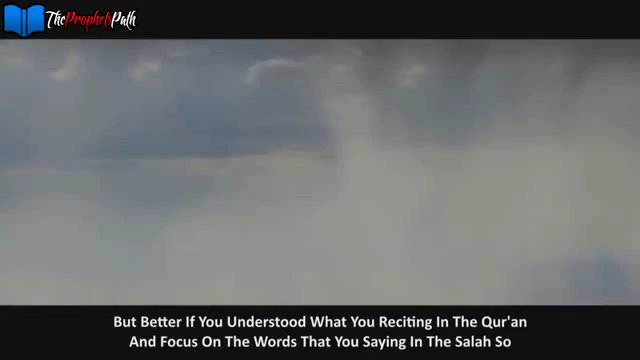 TheProphetsPath
But Better If You Understood What You Reciting In The Qur'an
And Focus On The Words That You Saying In The Salah So